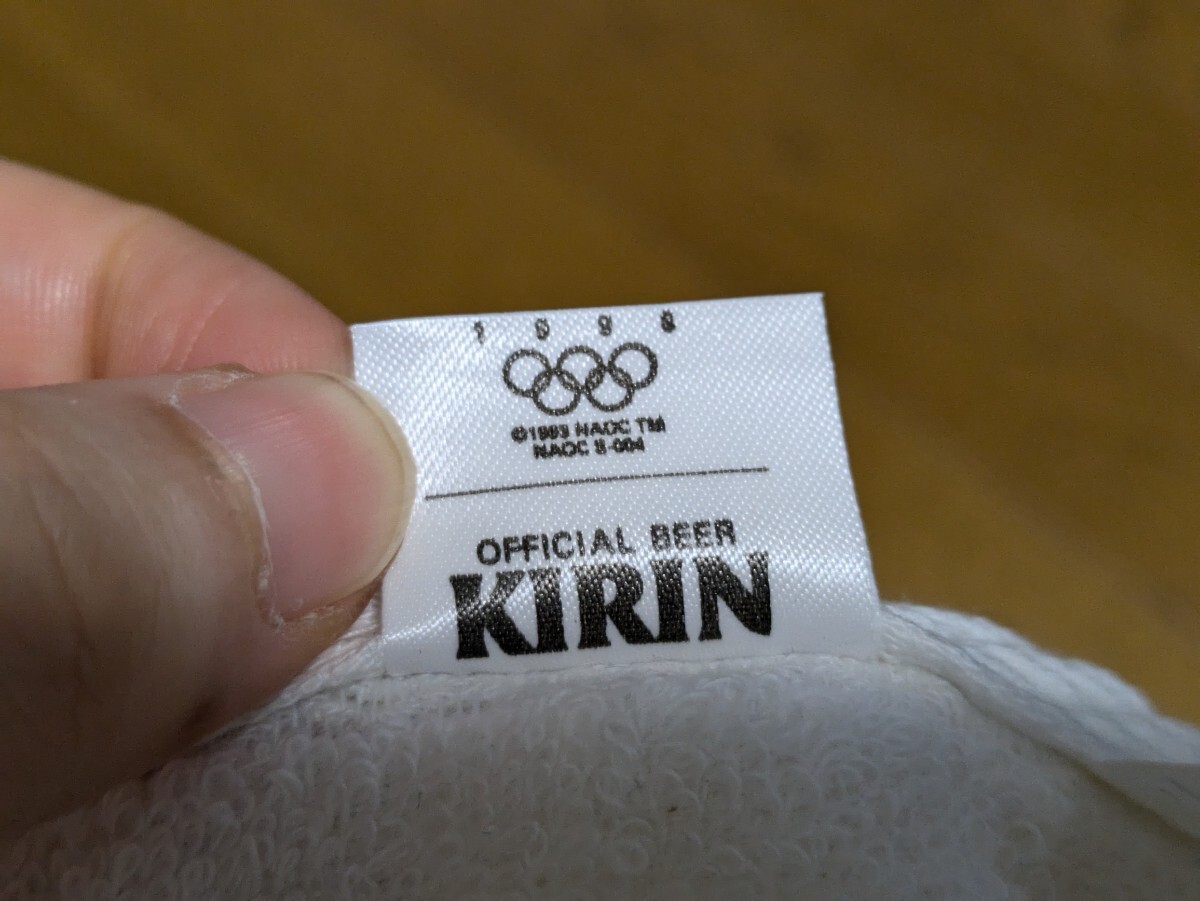 1 9 9 8
©1993 NAOC TM
NAOC S-004
OFFICIAL BEER
KIRIN